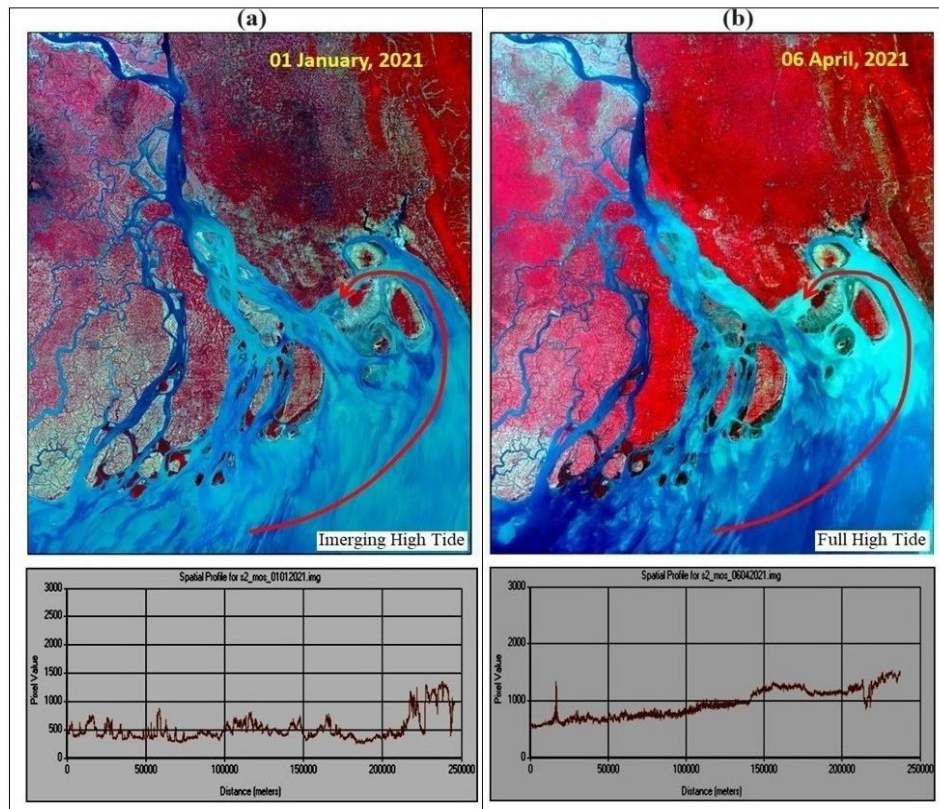 (a)
01 January, 2021
Imerging High Tide
Spatial Profile for s2_mos_01012021.img
3000
2500
2000
1500
1000
500
0
Pixel Value
0 50000 100000 150000 200000 250000
Distance (meters)
(b)
06 April, 2021
Full High Tide
Spatial Profile for s2_mos_06042021.img
3000
2000
1000
0
Pixel Value
0 50000 100000 150000 200000 250000
Distance (meters)